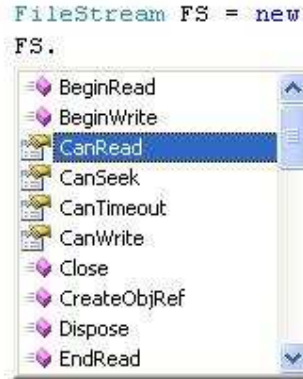 FileStream FS = new
FS.
BeginRead
BeginWrite
CanRead
CanSeek
CanTimeout
CanWrite
Close
CreateObjRef
Dispose
EndRead